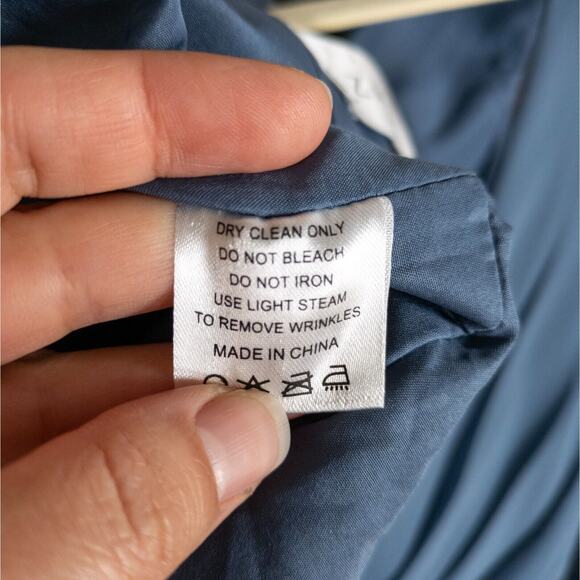 DRY CLEAN ONLY
DO NOT BLEACH
DO NOT IRON
USE LIGHT STEAM
TO REMOVE WRINKLES
MADE IN CHINA